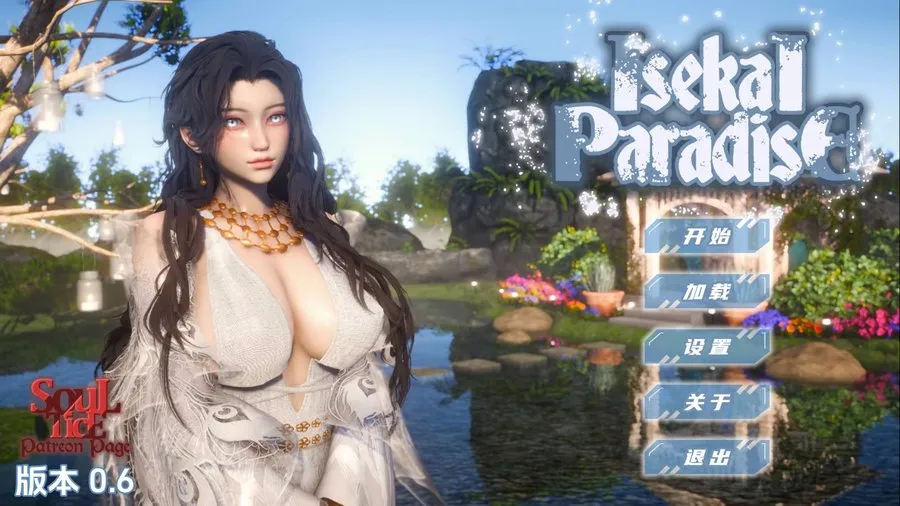 Isekai
Paradise
开始
加载
设置
关于
退出
SouL
TicE
Patreon Page
版本 0.6